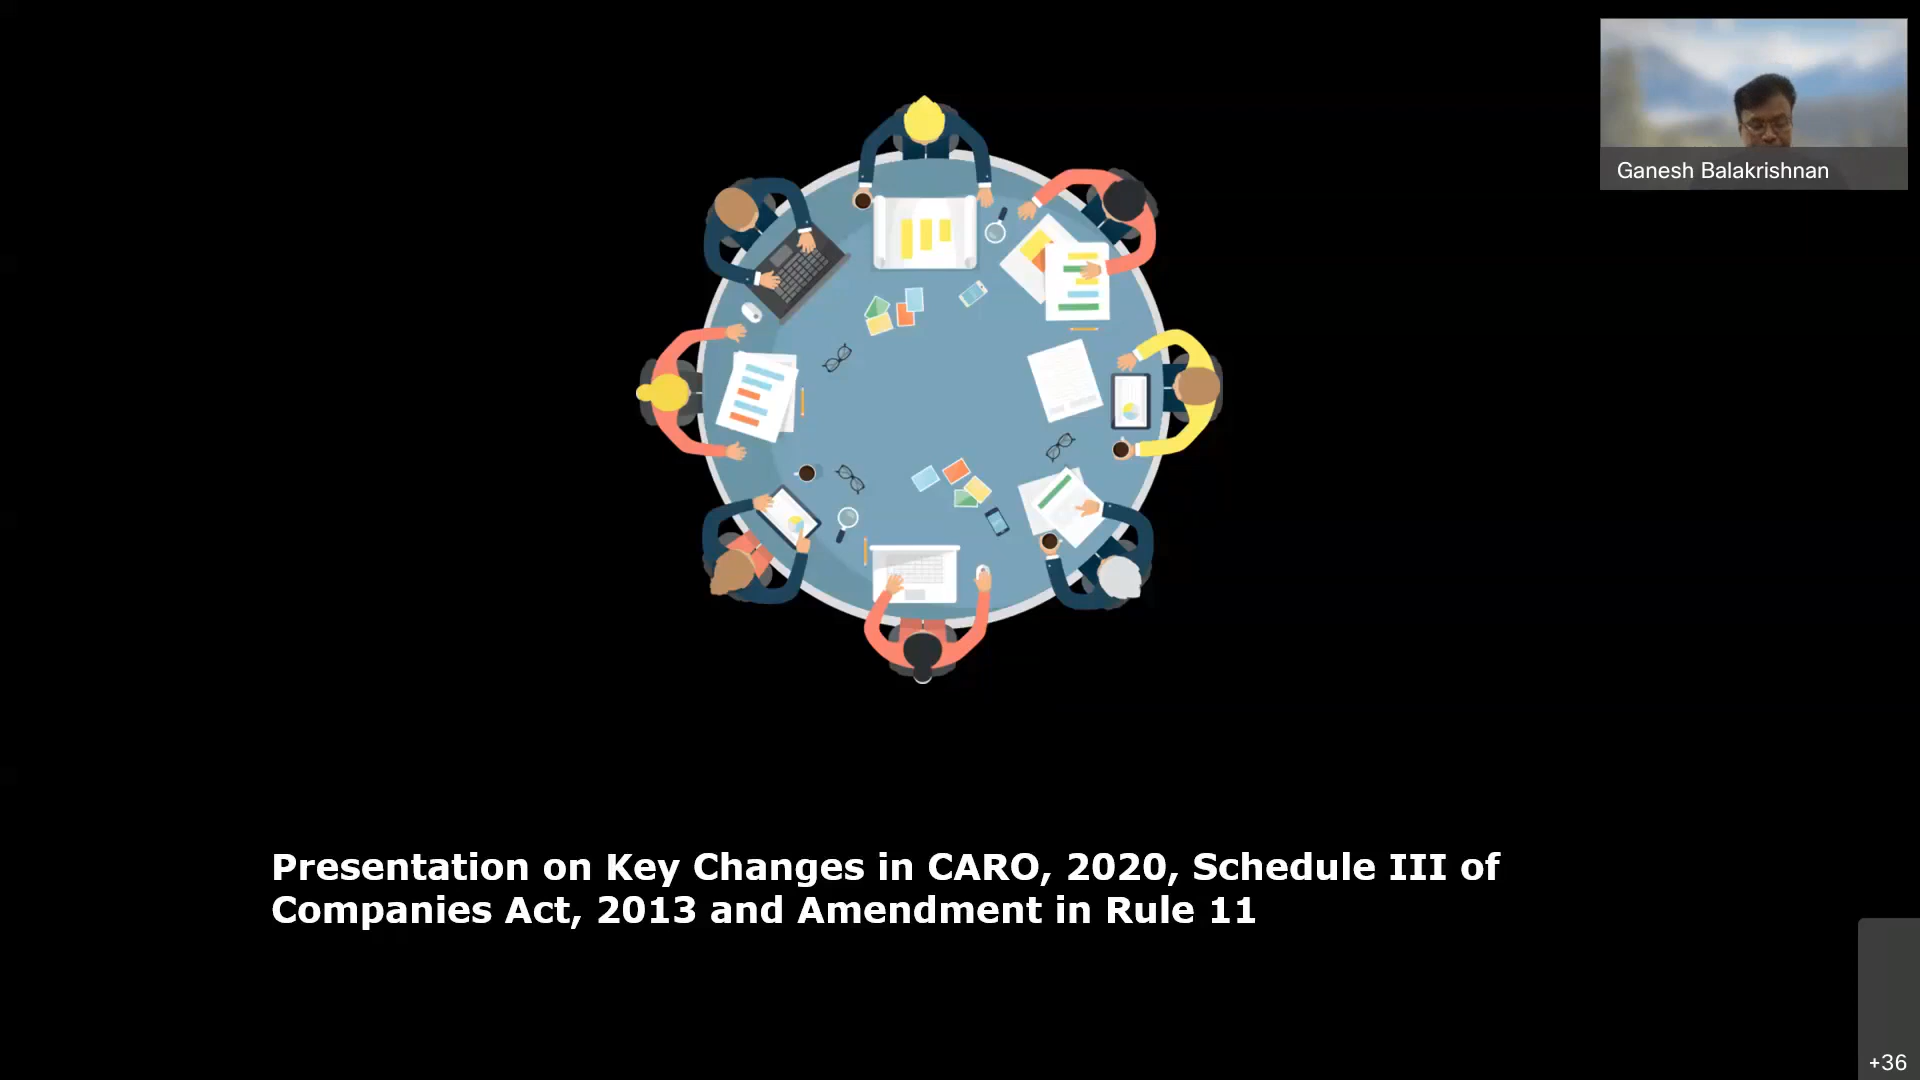 Ganesh Balakrishnan
Presentation on Key Changes in CARO, 2020, Schedule III of
Companies Act, 2013 and Amendment in Rule 11
+36